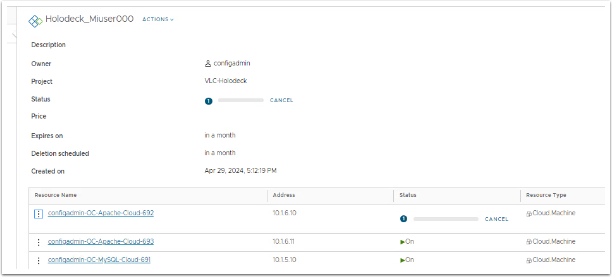 Holodeck_Miuser000 ACTIONS
Description
Owner configadmin
Project VLC-Holodeck
Status 1 CANCEL
Price
Expires on in a month
Deletion scheduled in a month
Created on Apr 29, 2024, 5:12:19 PM
Resource Name Address Status Resource Type
configadmin-OC-Apache-Cloud-692 10.1.6.10 1 CANCEL Cloud.Machine
configadmin-OC-Apache-Cloud-693 10.1.6.11 On Cloud.Machine
configadmin-OC-MySQL-Cloud-691 10.1.5.10 On Cloud.Machine